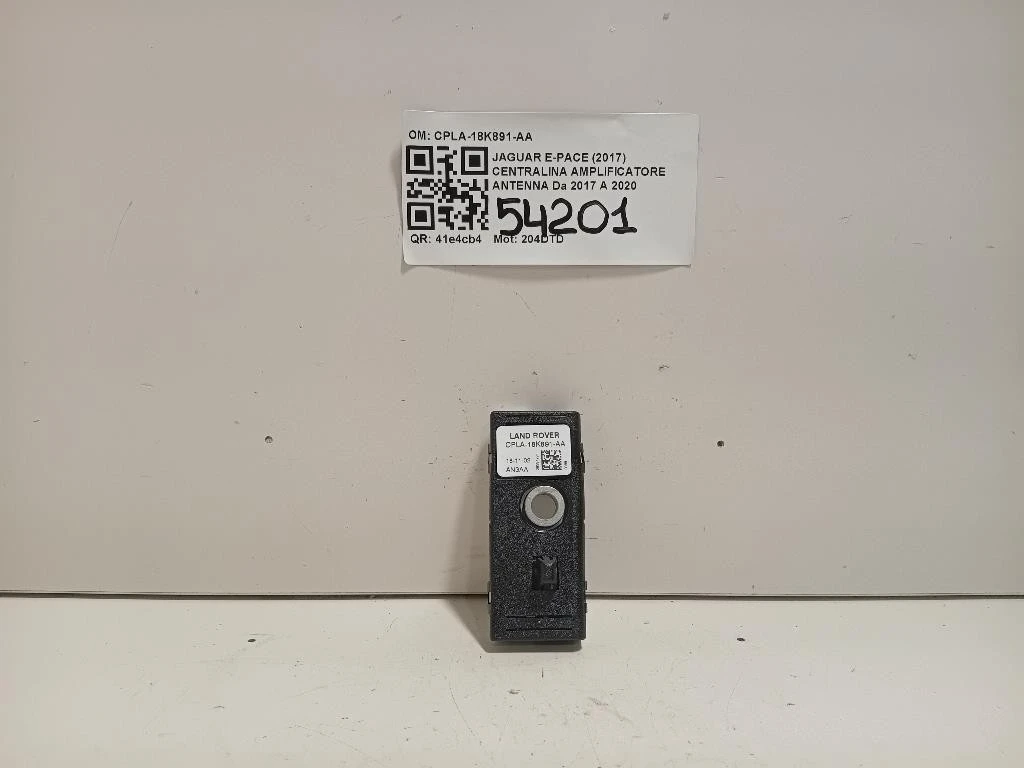 OM: CPLA-18K891-AA
JAGUAR E-PACE (2017)
CENTRALINA AMPLIFICATORE
ANTENNA Da 2017 A 2020
54201
QR: 41e4cb4 Mot: 204DTD
LAND ROVER
CPLA-18K891-AA
AN3AA